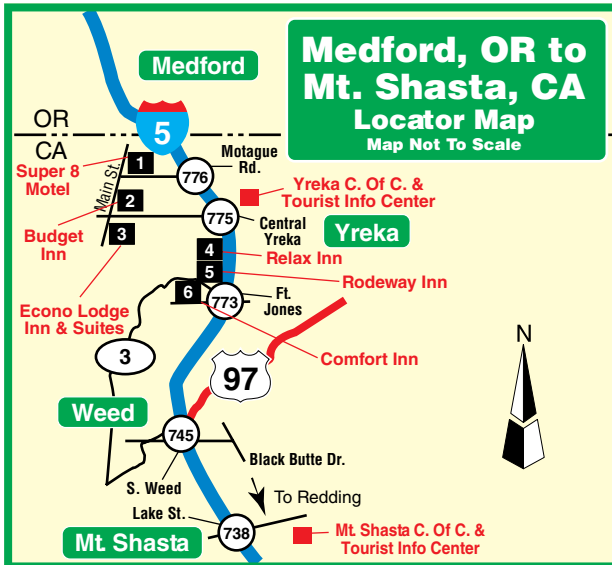 Medford, OR to
Mt. Shasta, CA
Locator Map
Map Not To Scale
Medford
OR
CA
5
Super 8
Motel
1
Main St.
776
Motague
Rd.
Yreka C. Of C. &
Tourist Info Center
2
Budget
Inn
775
Central
Yreka
Yreka
3
Econo Lodge
Inn & Suites
4
Relax Inn
5
Rodeway Inn
6
773
Ft.
Jones
Comfort Inn
3
97
Weed
745
S. Weed
Black Butte Dr.
To Redding
Lake St.
738
Mt. Shasta
Mt. Shasta C. Of C. &
Tourist Info Center
N